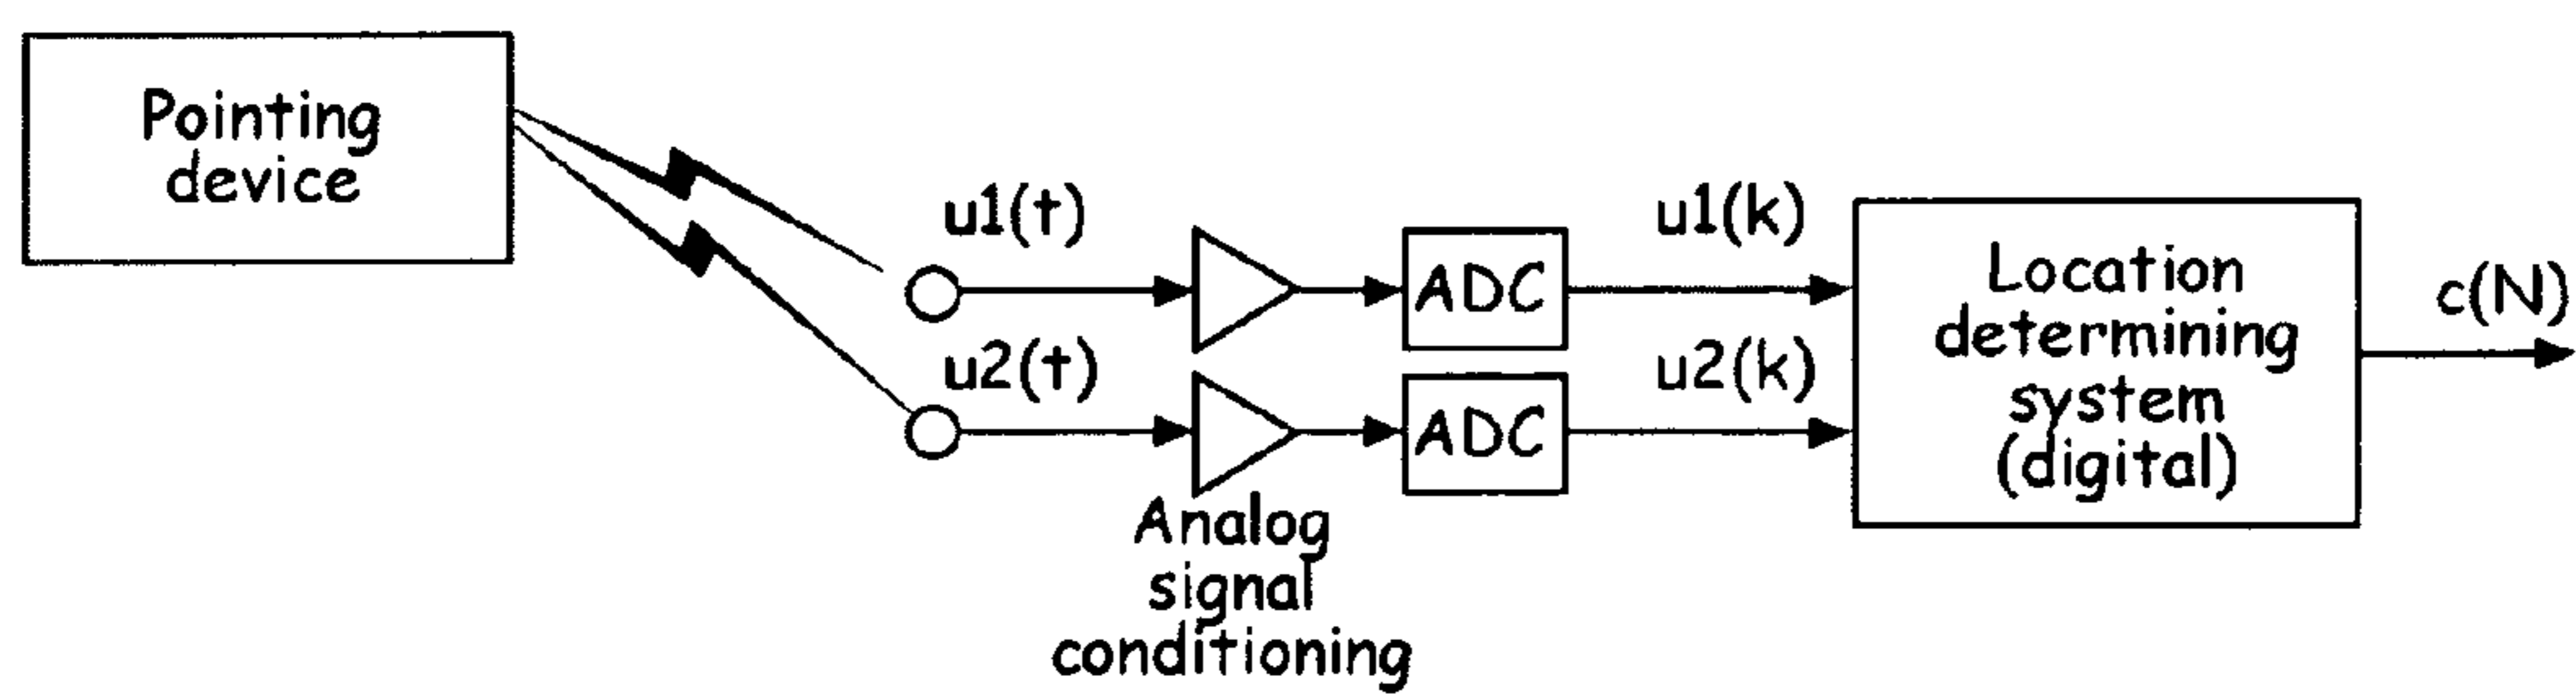 Pointing
device
u1(t)
u1(k)
ADC
u2(t)
u2(k)
ADC
Analog
signal
conditioning
Location
determining
system
(digital)
c(N)